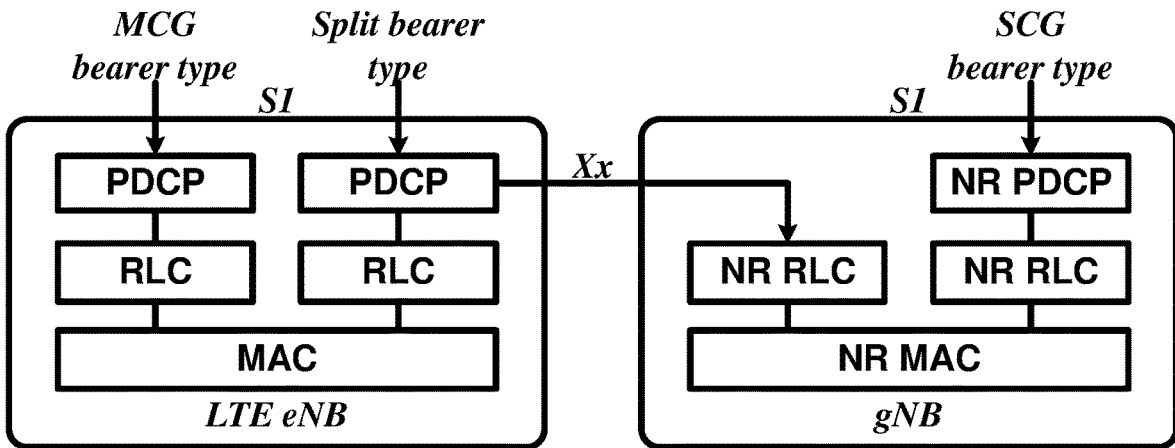 MCG
bearer type
Split bearer
type
SCG
bearer type
S1
S1
PDCP
PDCP
Xx
NR PDCP
RLC
RLC
NR RLC
NR RLC
MAC
NR MAC
LTE eNB
gNB